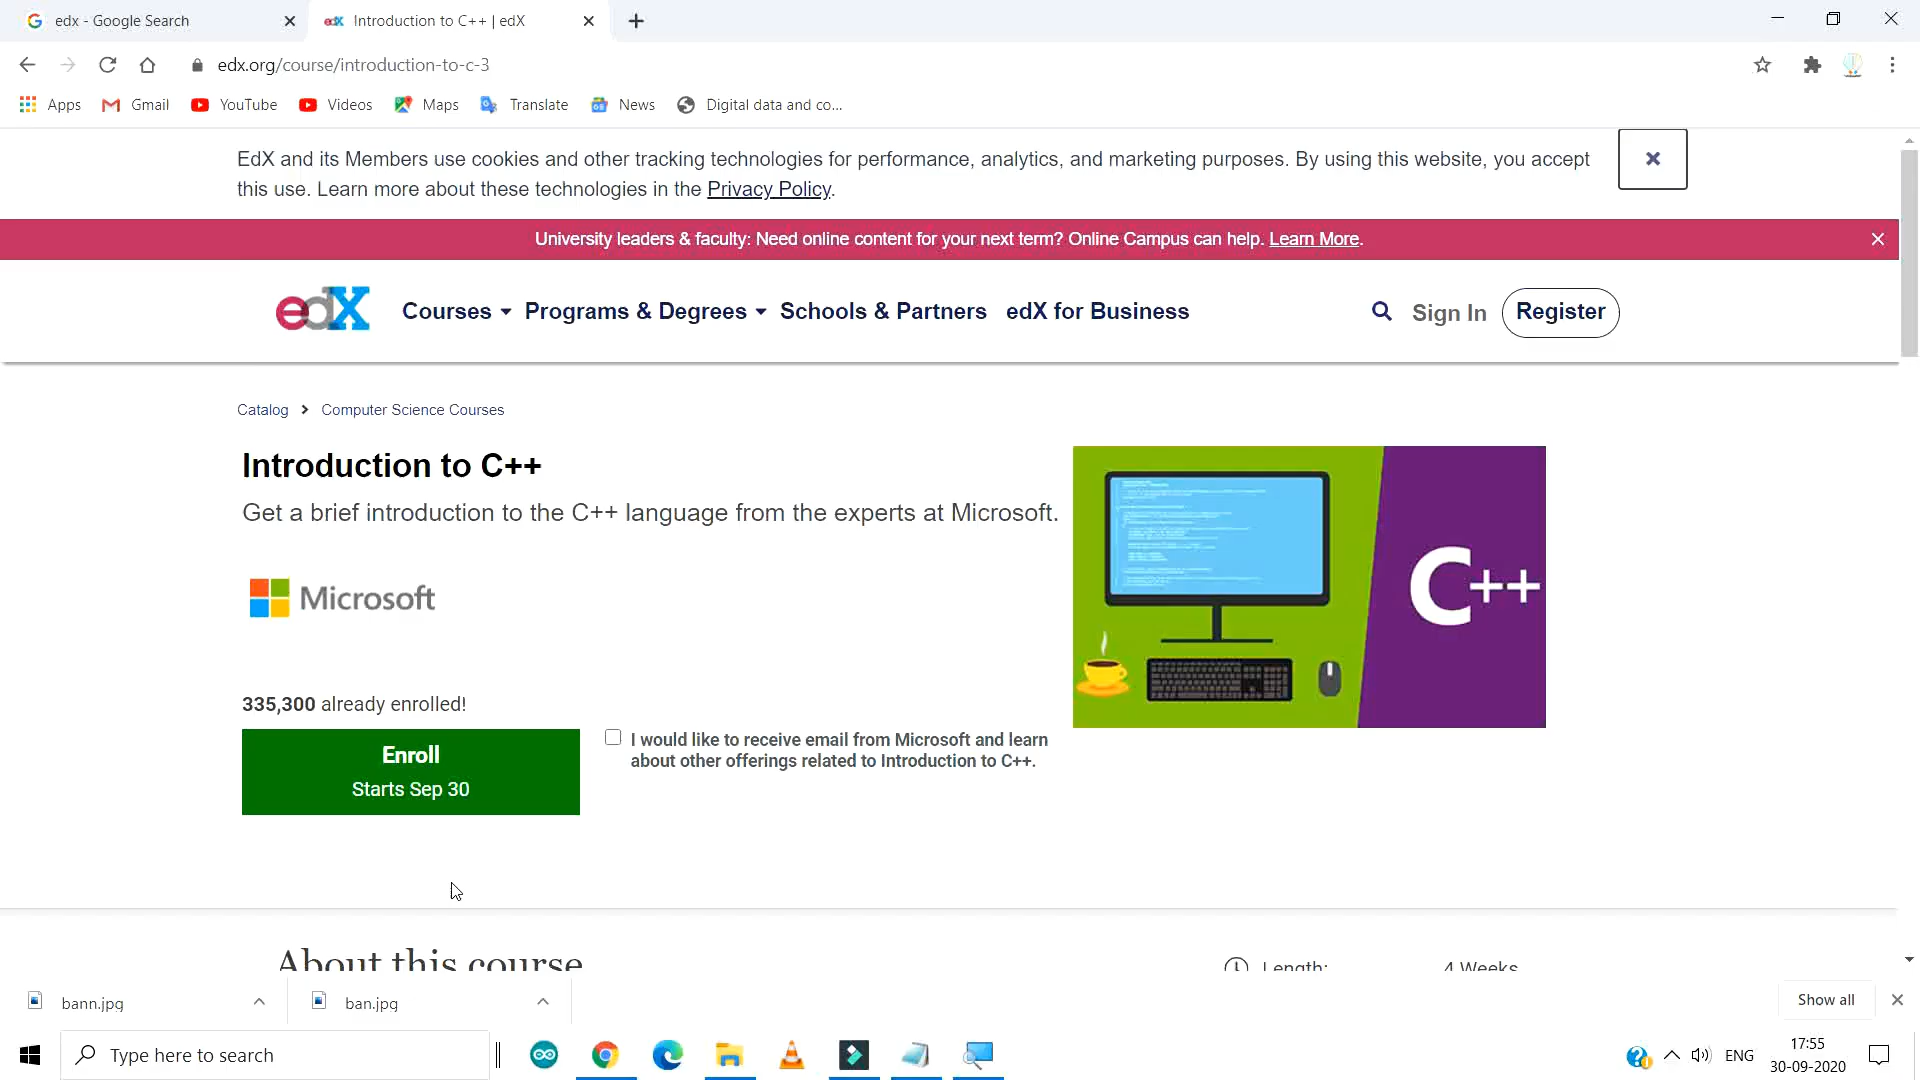 edx - Google Search
edX
Introduction to C++ | edX
edx.org/course/introduction-to-c-3
Apps
Gmail
YouTube
Videos
Maps
Translate
News
Digital data and co...
EdX and its Members use cookies and other tracking technologies for performance, analytics, and marketing purposes. By using this website, you accept
this use. Learn more about these technologies in the Privacy Policy.
University leaders & faculty: Need online content for your next term? Online Campus can help. Learn More.
edX
Courses
Programs & Degrees
Schools & Partners
edX for Business
Sign In
Register
Catalog
Computer Science Courses
Introduction to C++
Get a brief introduction to the C++ language from the experts at Microsoft.
C++
Microsoft
335,300 already enrolled!
Enroll
Starts Sep 30
I would like to receive email from Microsoft and learn
about other offerings related to Introduction to C++.
About this course
Length:
4 Weeks
bann.jpg
ban.jpg
Show all
Type here to search
ENG
17:55
30-09-2020